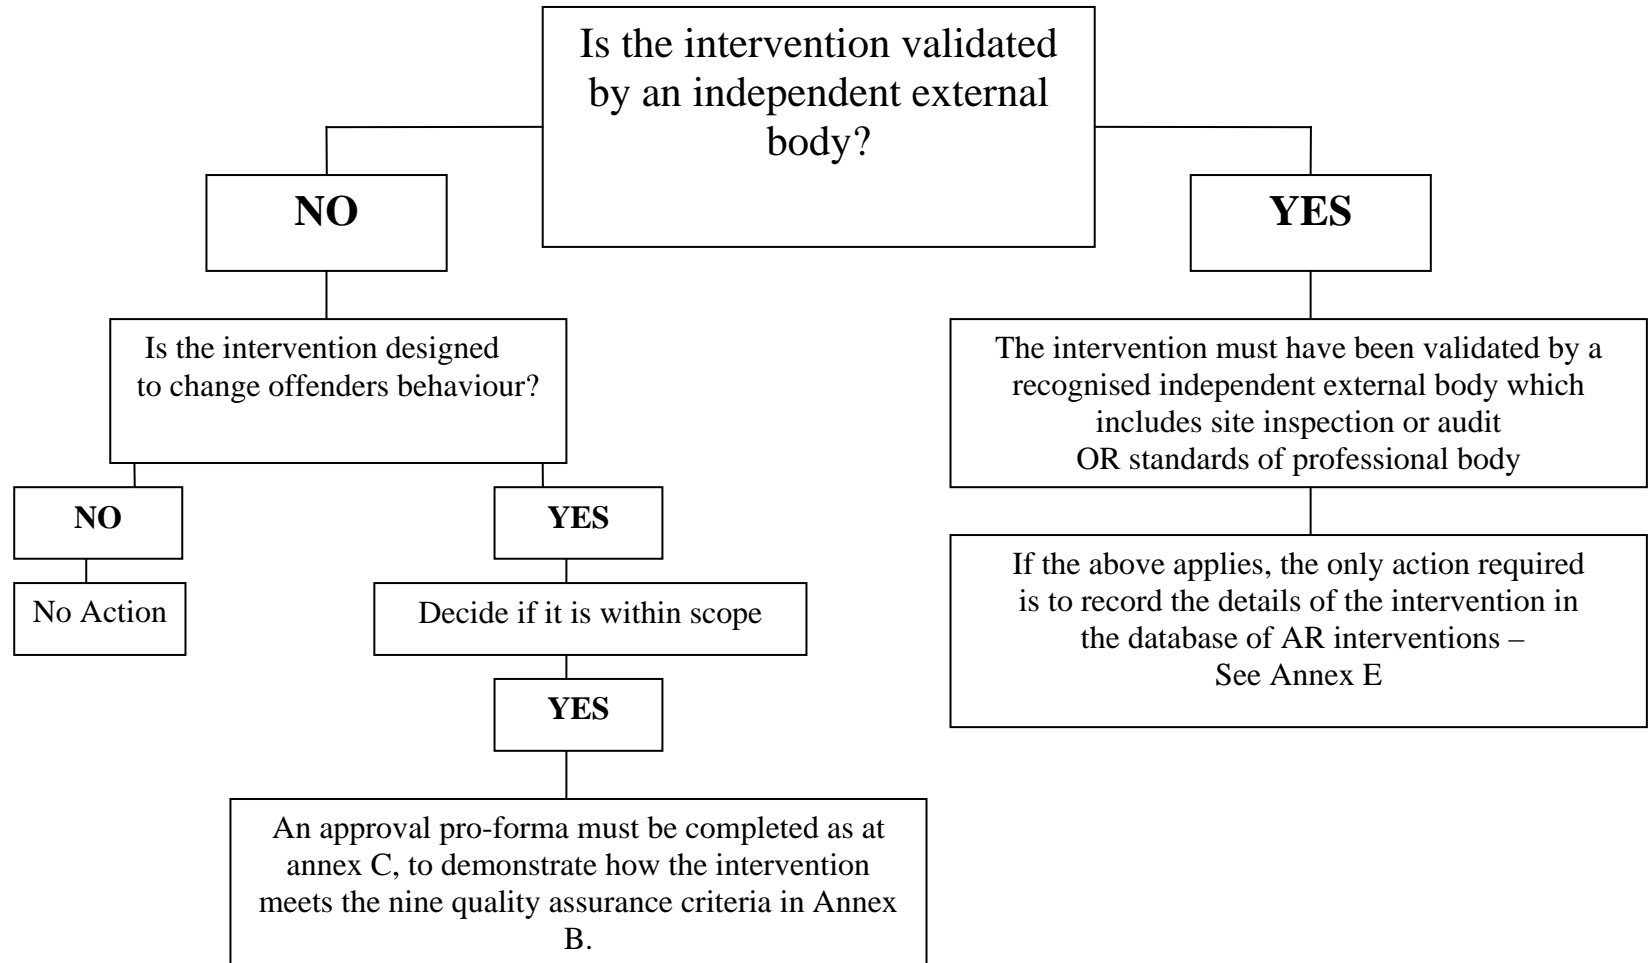 Is the intervention validated
by an independent external
body?
NO
YES
Is the intervention designed
to change offenders behaviour?
The intervention must have been validated by a
recognised independent external body which
includes site inspection or audit
OR standards of professional body
NO
YES
No Action
Decide if it is within scope
If the above applies, the only action required
is to record the details of the intervention in
the database of AR interventions –
See Annex E
YES
An approval pro-forma must be completed as at
annex C, to demonstrate how the intervention
meets the nine quality assurance criteria in Annex
B.